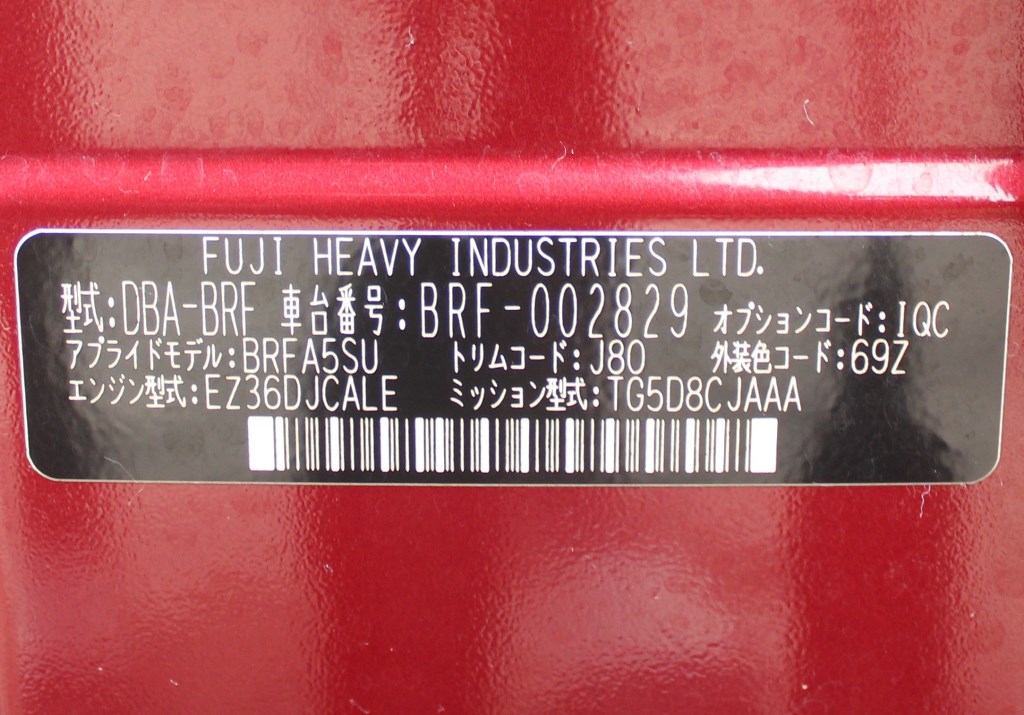 FUJI HEAVY INDUSTRIES LTD.
型式:DBA-BRF 車台番号:BRF-002829 オプションコード:IQC
アプライドモデル:BRFA5SU トリムコード:J80 外装色コード:69Z
エンジン型式:EZ36DJCALE ミッション型式:TG5D8CJAAA